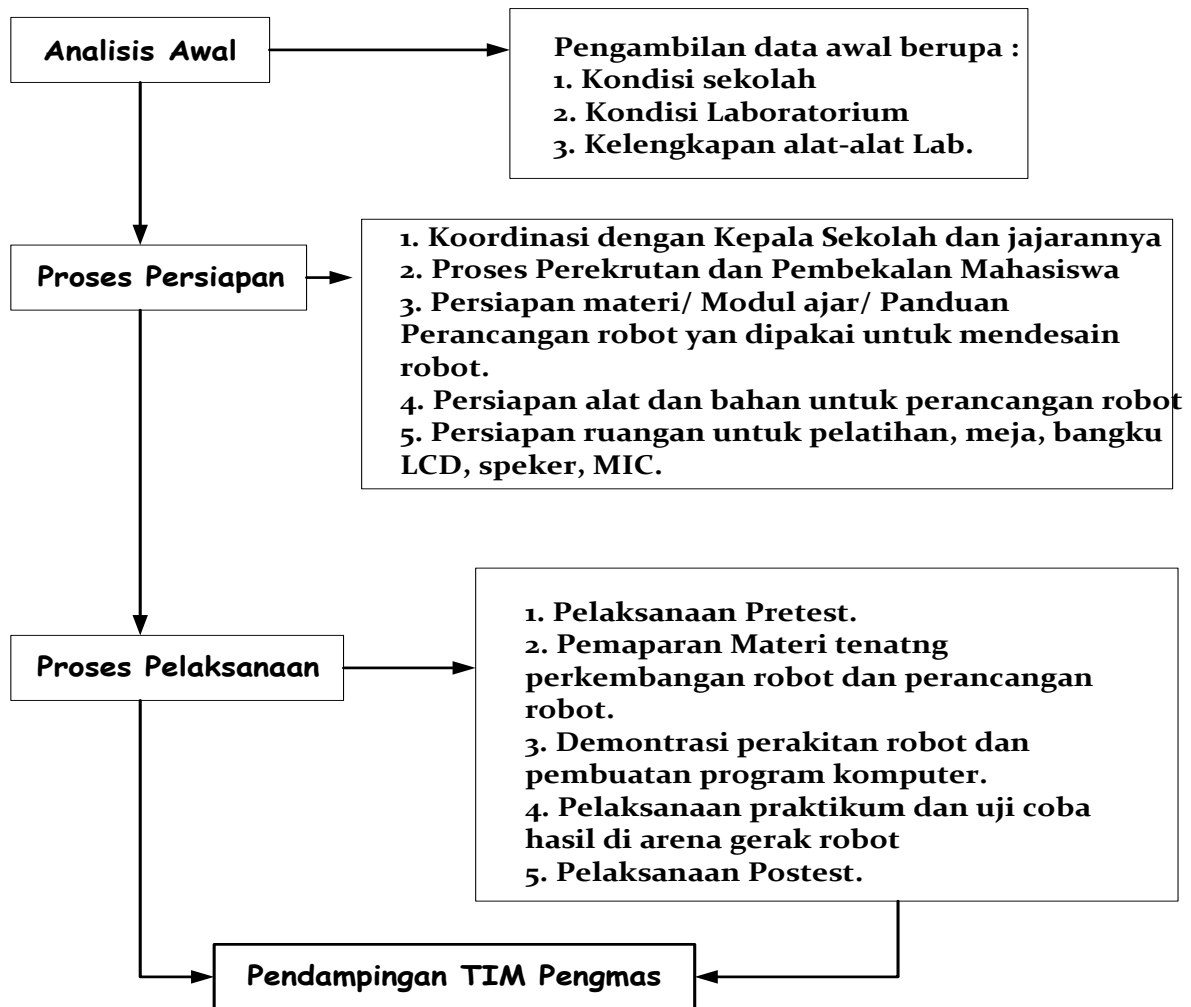 Analisis Awal
Pengambilan data awal berupa :
1. Kondisi sekolah
2. Kondisi Laboratorium
3. Kelengkapan alat-alat Lab.
Proses Persiapan
1. Koordinasi dengan Kepala Sekolah dan jajarannya
2. Proses Perekrutan dan Pembekalan Mahasiswa
3. Persiapan materi/ Modul ajar/ Panduan
Perancangan robot yan dipakai untuk mendesain
robot.
4. Persiapan alat dan bahan untuk perancangan robot
5. Persiapan ruangan untuk pelatihan, meja, bangku
LCD, speker, MIC.
Proses Pelaksanaan
1. Pelaksanaan Pretest.
2. Pemaparan Materi tenatng
perkembangan robot dan perancangan
robot.
3. Demontrasi perakitan robot dan
pembuatan program komputer.
4. Pelaksanaan praktikum dan uji coba
hasil di arena gerak robot
5. Pelaksanaan Postest.
Pendampingan TIM Pengmas